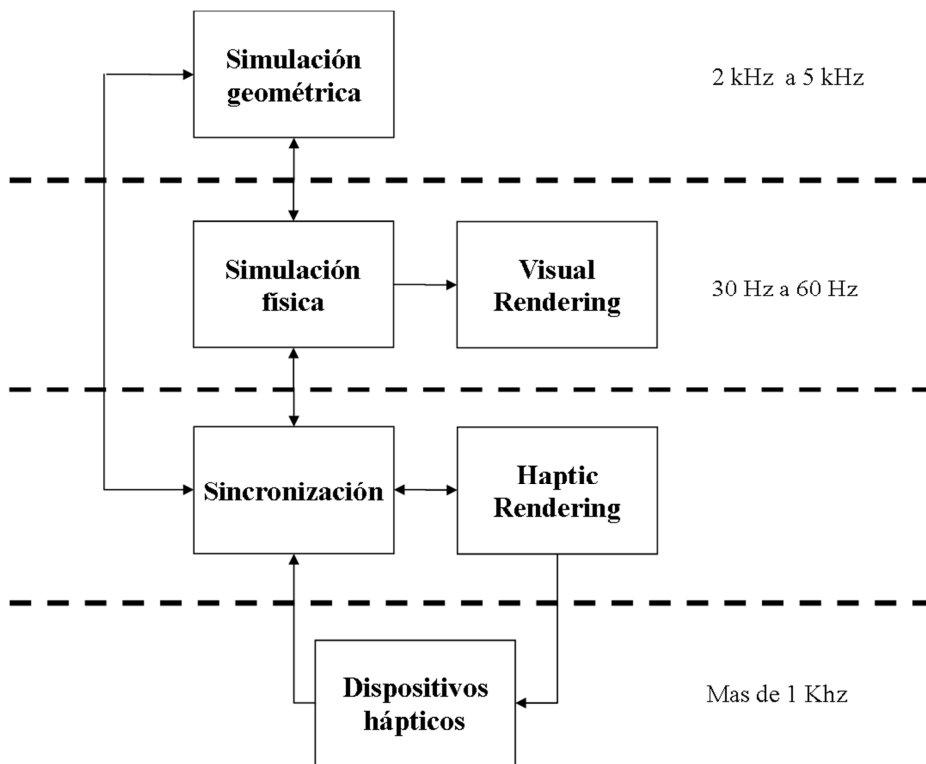 Simulación
geométrica
2 kHz a 5 kHz
Simulación
física
Visual
Rendering
30 Hz a 60 Hz
Sincronización
Haptic
Rendering
Dispositivos
hápticos
Mas de 1 Khz